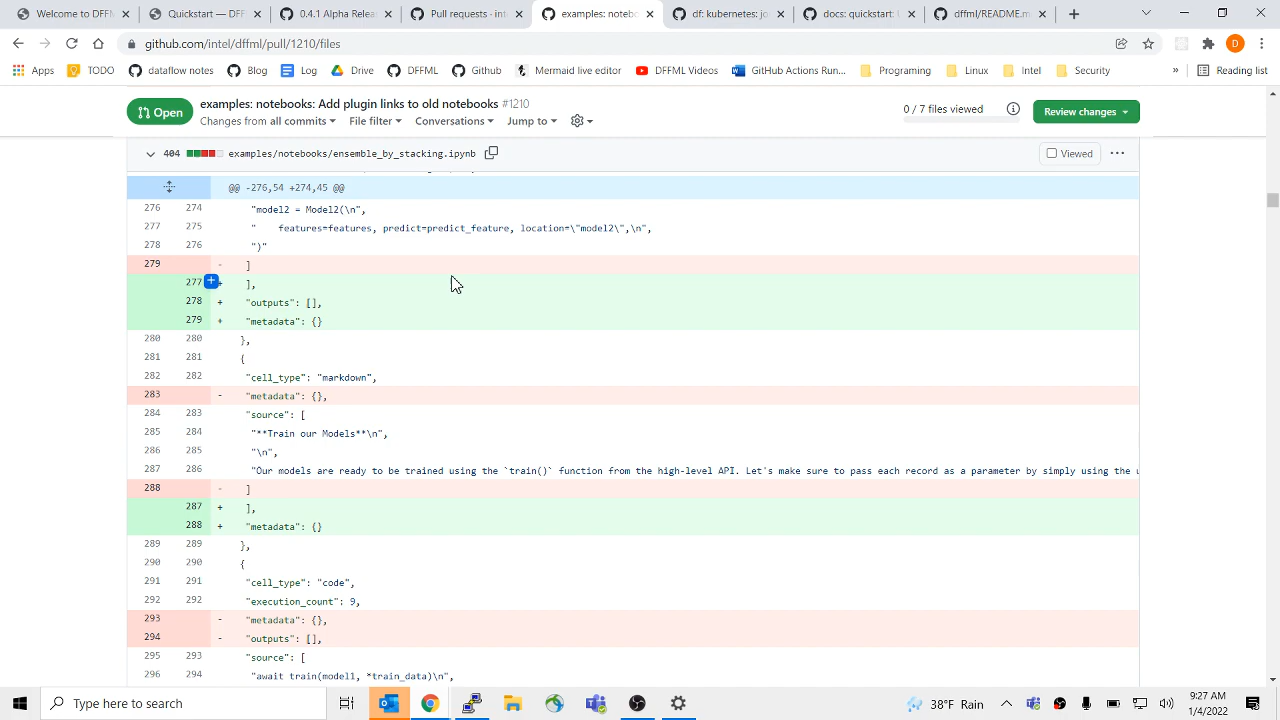 Welcome to DFFM
Quickstart — DFF
0.4.1 Alpha Relea
Pull requests · int
examples: noteb
df: kubernetes: jo
docs: quickstart: L
dffml/README.m
github.com/intel/dffml/pull/1210/files
D
Apps
TODO
dataflow notes
Blog
Log
Drive
DFFML
Github
Mermaid live editor
DFFML Videos
GitHub Actions Run...
Programing
Linux
Intel
Security
»
Reading list
Open
examples: notebooks: Add plugin links to old notebooks #1210
Changes from all commits
File filter
Conversations
Jump to
0 / 7 files viewed
Review changes
404
examples/notebooks/ensemble_by_stacking.ipynb
Viewed
@@ -276,54 +274,45 @@
276 274 "model2 = Model2(\n",
277 275 "    features=features, predict=predict_feature, location=\"model2\",\n",
278 276 ")"
279 - ]
277 + ],
278 + "outputs": [],
279 + "metadata": {}
280 280 },
281 281 {
282 282 "cell_type": "markdown",
283 - "metadata": {},
284 283 "source": [
285 284 "**Train our Models**\n",
286 285 "\n",
287 286 "Our models are ready to be trained using the `train()` function from the high-level API. Let's make sure to pass each record as a parameter by simply using the u
288 - ]
287 + ],
288 + "metadata": {}
289 289 },
290 290 {
291 291 "cell_type": "code",
292 292 "execution_count": 9,
293 - "metadata": {},
294 - "outputs": [],
295 293 "source": [
296 294 "await train(model1, *train_data)\n",
Type here to search
38°F Rain
9:27 AM
1/4/2022